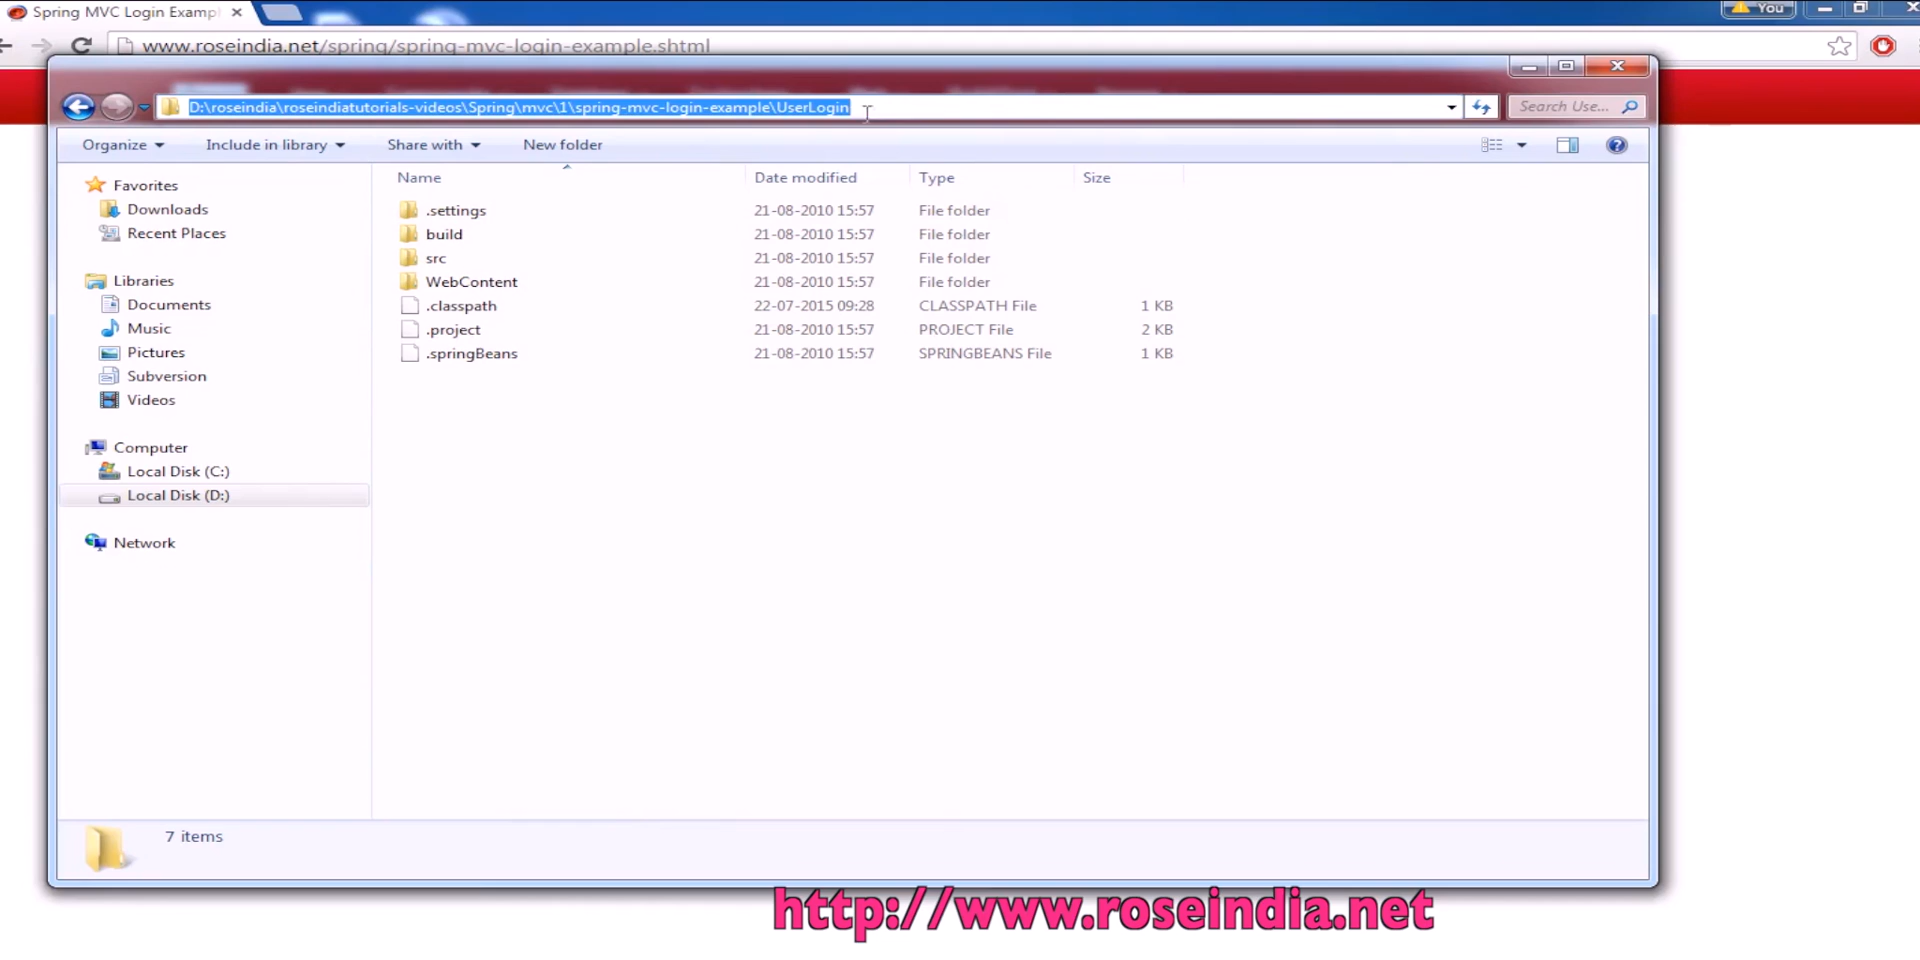 Spring MVC Login Exampl
You
www.roseindia.net/spring/spring-mvc-login-example.shtml
D:\roseindia\roseindiatutorials-videos\Spring\mvc\1\spring-mvc-login-example\UserLogin
Search Use...
Organize Include in library Share with New folder
Name Date modified Type Size
Favorites
Downloads
Recent Places
Libraries
Documents
Music
Pictures
Subversion
Videos
Computer
Local Disk (C:)
Local Disk (D:)
Network
.settings 21-08-2010 15:57 File folder
build 21-08-2010 15:57 File folder
src 21-08-2010 15:57 File folder
WebContent 21-08-2010 15:57 File folder
.classpath 22-07-2015 09:28 CLASSPATH File 1 KB
.project 21-08-2010 15:57 PROJECT File 2 KB
.springBeans 21-08-2010 15:57 SPRINGBEANS File 1 KB
7 items
http://www.roseindia.net